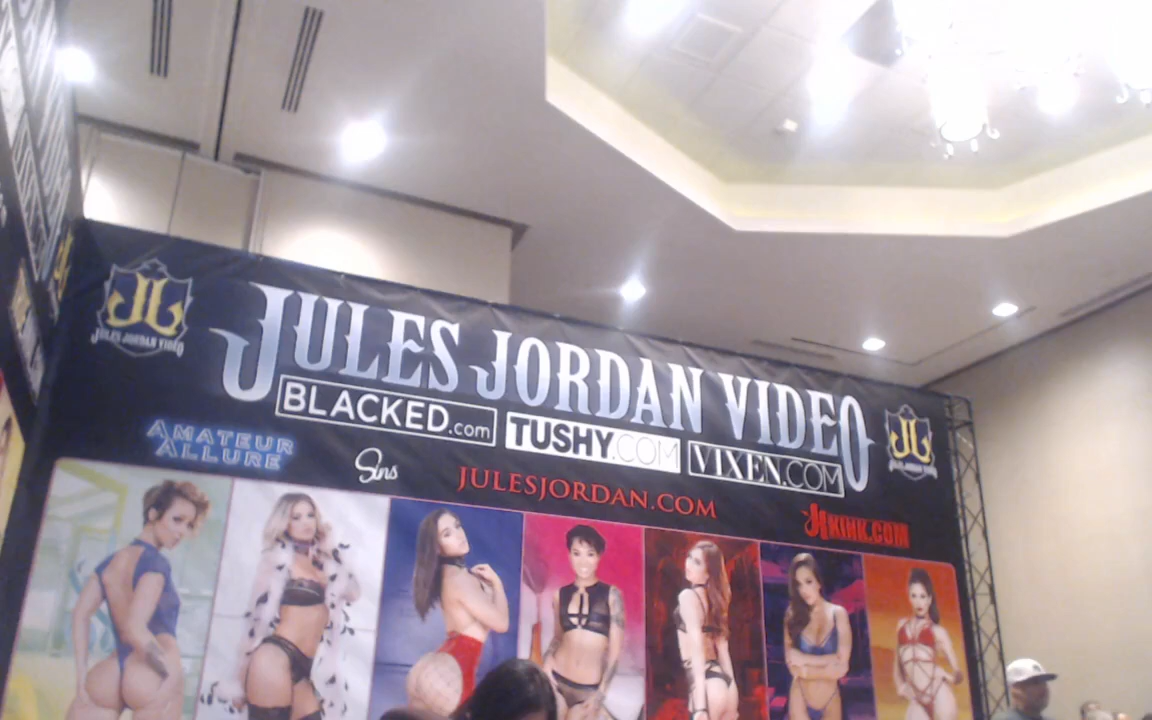 JL
JULES JORDAN VIDEO
JULES JORDAN VIDEO
JL
BLACKED.com
TUSHY.COM
VIXEN.COM
AMATEUR
ALLURE
Sins
JULESJORDAN.COM
KINK.COM